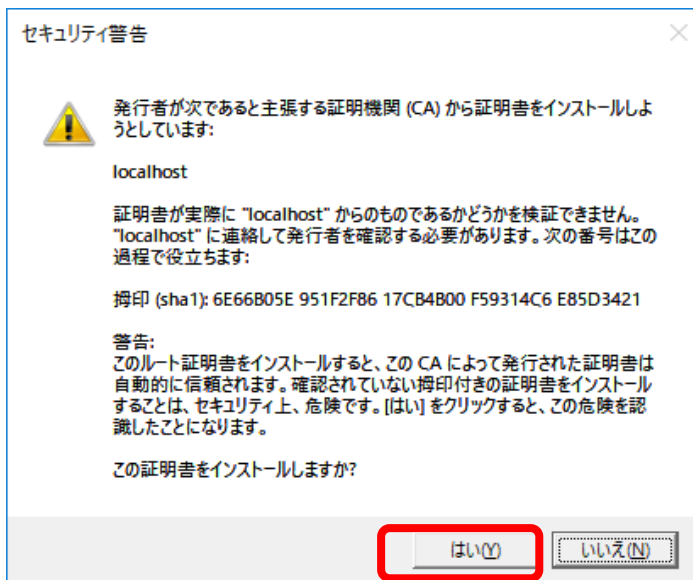 セキュリティ警告
発行者が次であると主張する証明機関 (CA) から証明書をインストールしよ
うとしています:
localhost
証明書が実際に "localhost" からのものであるかどうかを検証できません。
"localhost" に連絡して発行者を確認する必要があります。次の番号はこの
過程で役立ちます:
拇印 (sha1): 6E66B05E 951F2F86 17CB4B00 F59314C6 E85D3421
警告:
このルート証明書をインストールすると、この CA によって発行された証明書は
自動的に信頼されます。確認されていない拇印付きの証明書をインストール
することは、セキュリティ上、危険です。[はい] をクリックすると、この危険を認
識したことになります。
この証明書をインストールしますか?
はい(Y) いいえ(N)